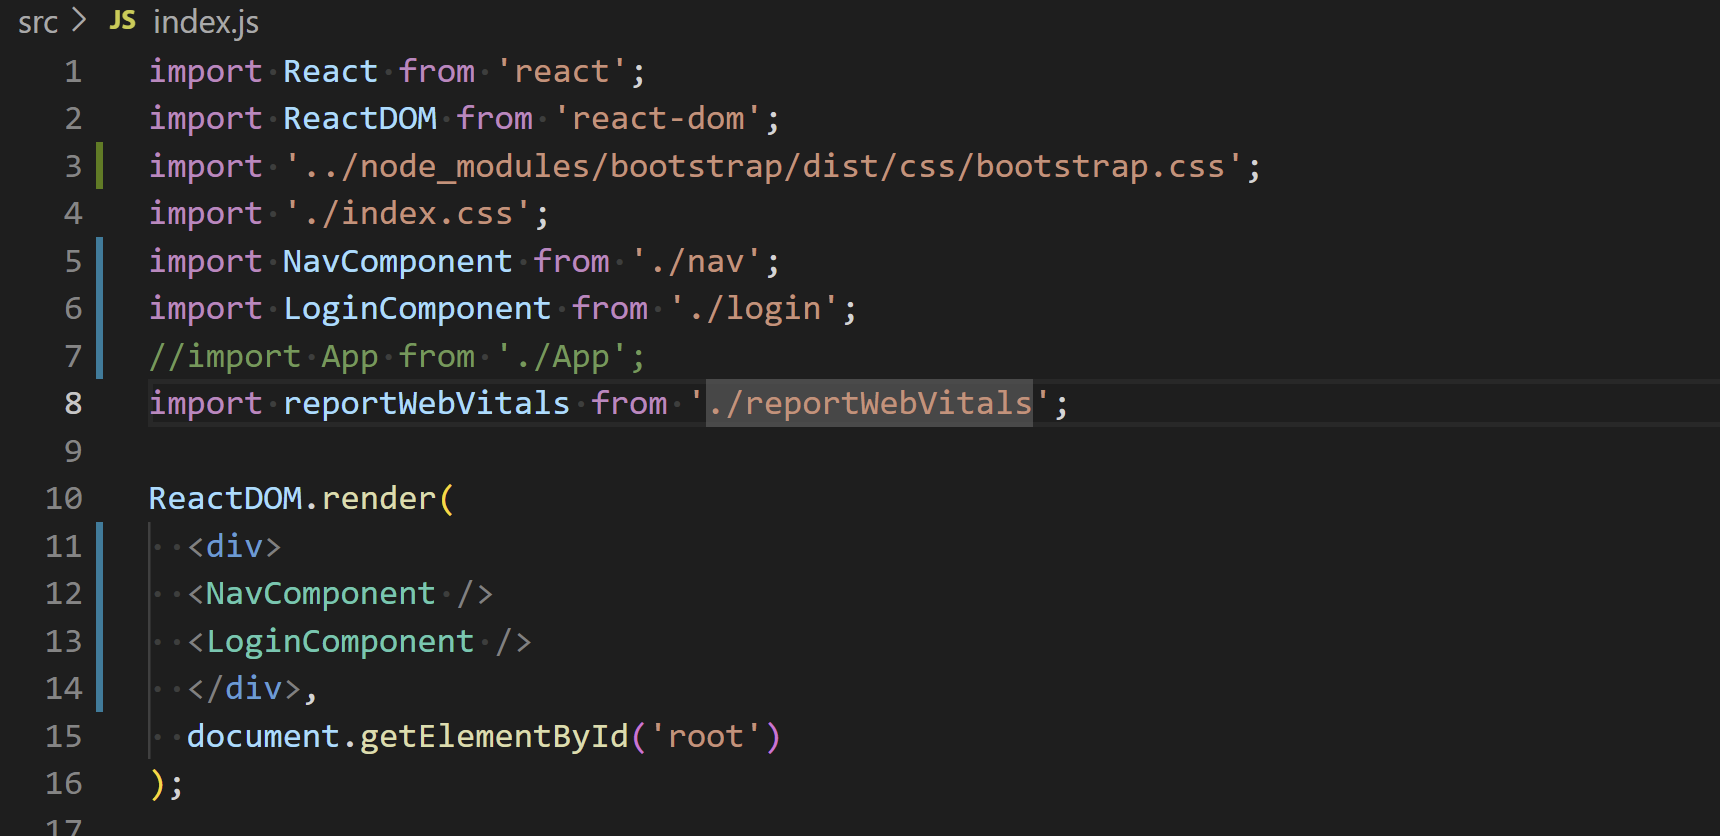 src > JS index.js
1 import React from 'react';
2 import ReactDOM from 'react-dom';
3 import '../node_modules/bootstrap/dist/css/bootstrap.css';
4 import './index.css';
5 import NavComponent from './nav';
6 import LoginComponent from './login';
7 //import App from './App';
8 import reportWebVitals from './reportWebVitals';
9
10 ReactDOM.render(
11   <div>
12   <NavComponent />
13   <LoginComponent />
14   </div>,
15   document.getElementById('root')
16 );
17